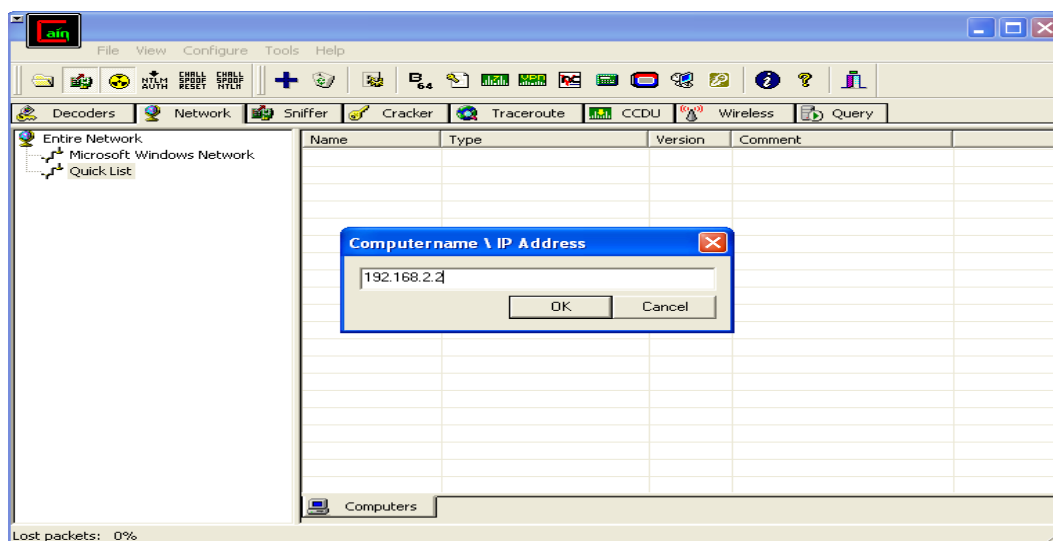 Cain
File View Configure Tools Help
NTLM AUTH CHALL SPOOF RESET CHALL SPOOF NTLM B64
Decoders Network Sniffer Cracker Traceroute CCDU Wireless Query
Entire Network
Microsoft Windows Network
Quick List
Name Type Version Comment
Computername \ IP Address
192.168.2.2
OK Cancel
Computers
Lost packets: 0%